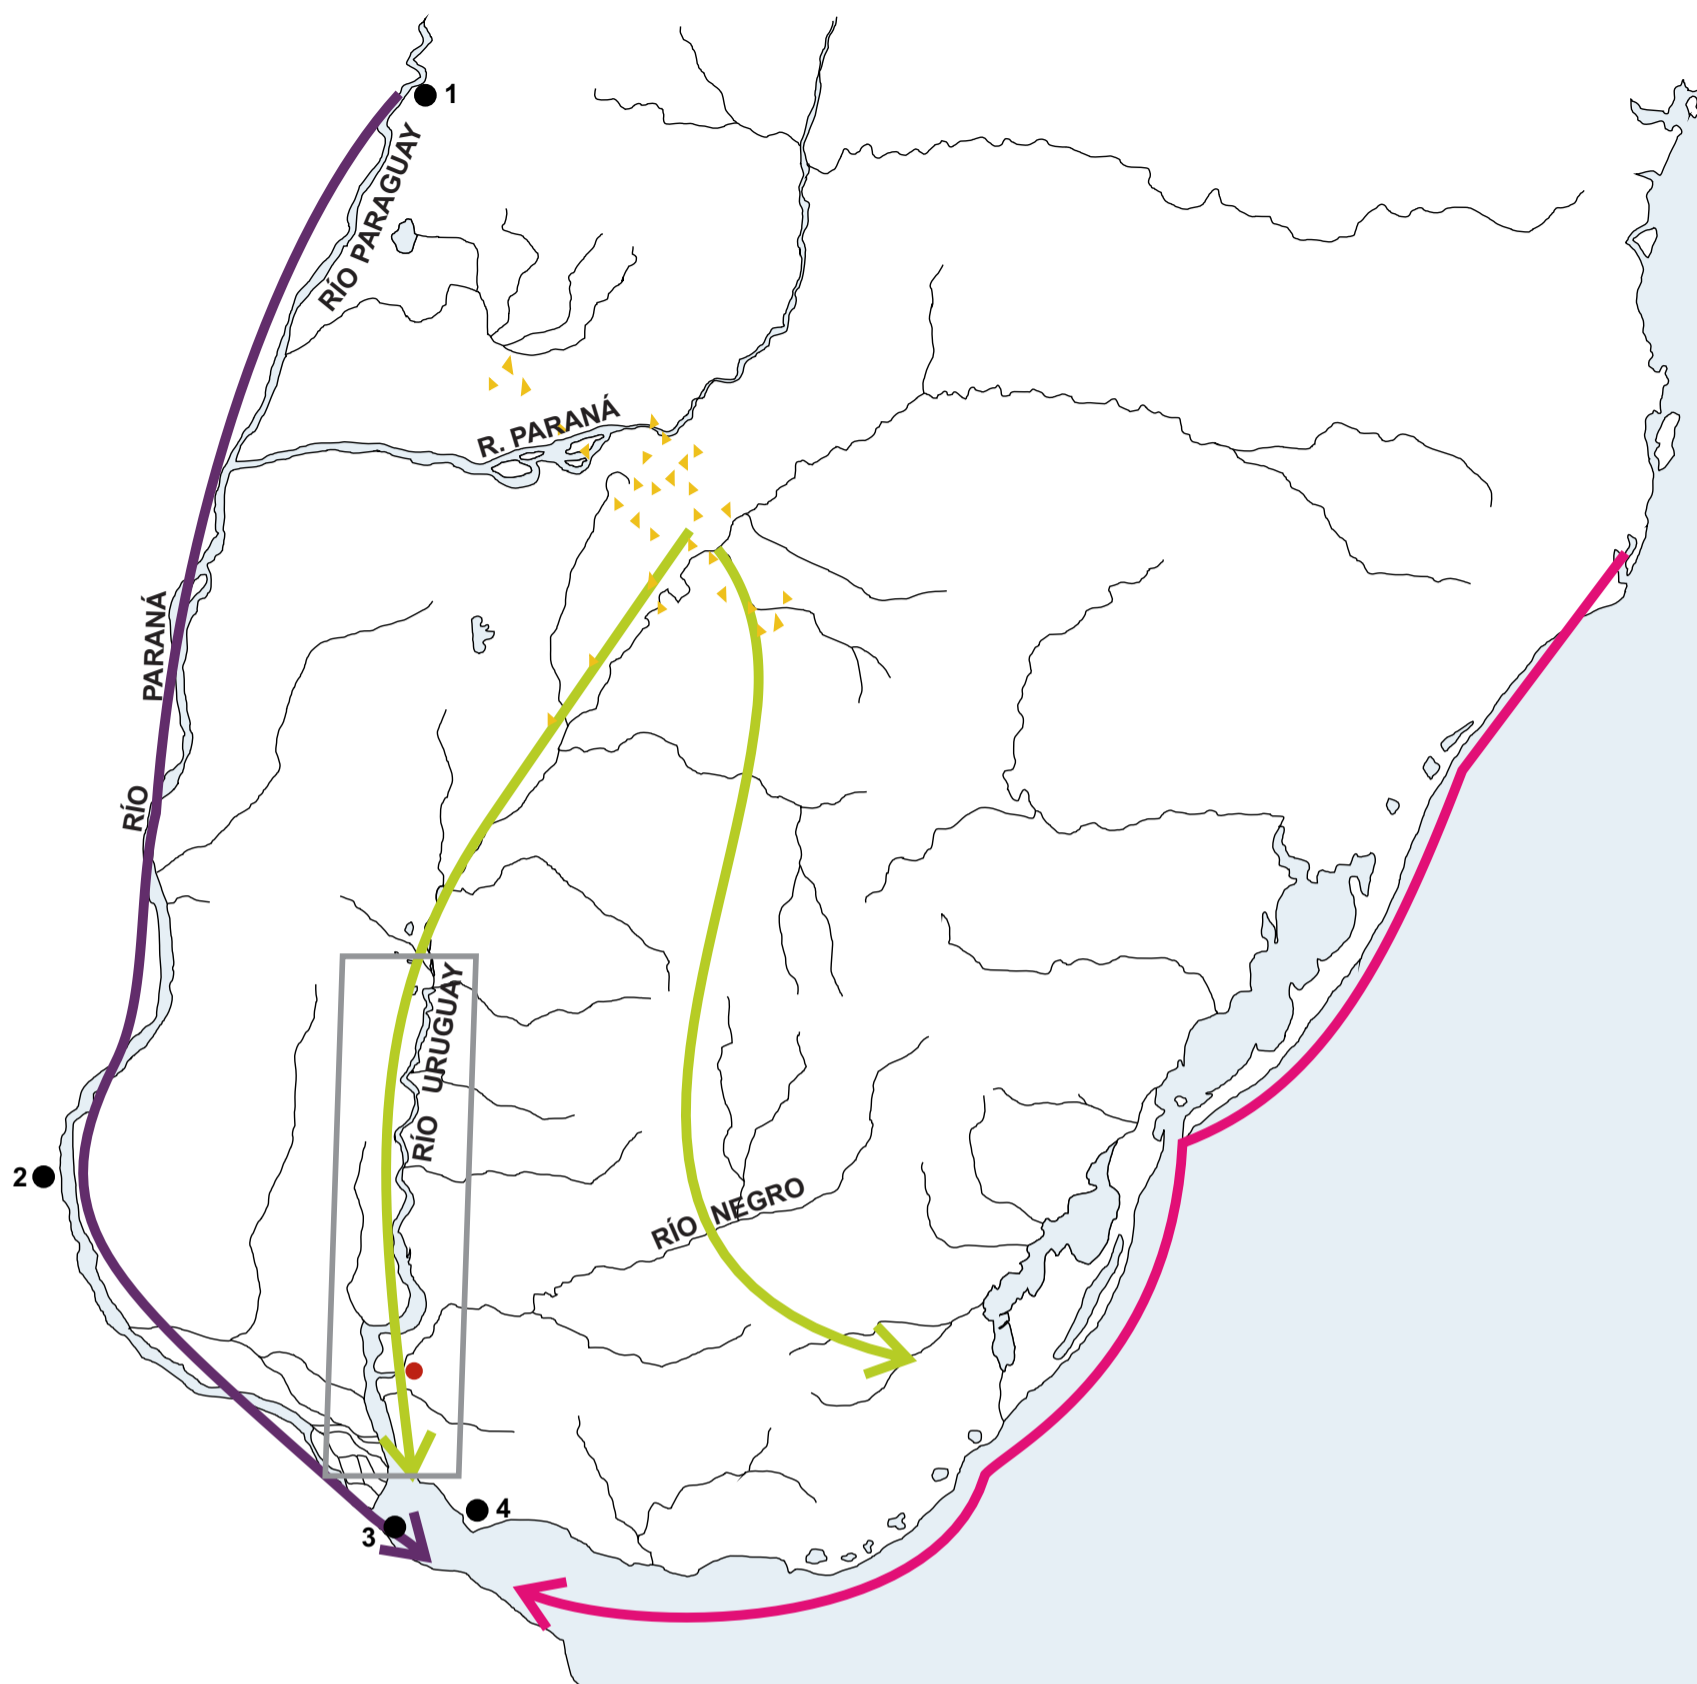 1
RÍO PARAGUAY
R. PARANÁ
RÍO PARANÁ
RÍO URUGUAY
2
RÍO NEGRO
4
3